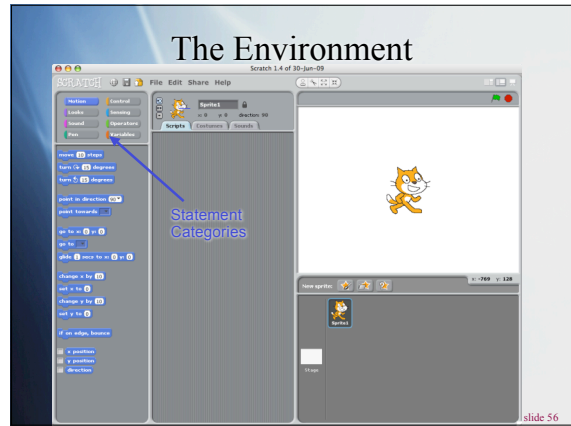 The Environment
Scratch 1.4 of 30-Jun-09
SCRATCH File Edit Share Help
Motion Control
Looks Sensing
Sound Operators
Pen Variables
Sprite1
x: 0 y: 0 direction: 90
Scripts Costumes Sounds
move 10 steps
turn 15 degrees
turn 15 degrees
point in direction 90
point towards
go to x: 0 y: 0
go to
glide 1 secs to x: 0 y: 0
change x by 10
set x to 0
change y by 10
set y to 0
if on edge, bounce
x position
y position
direction
Statement
Categories
x: -769 y: 128
New sprite:
Sprite1
Stage
slide 56